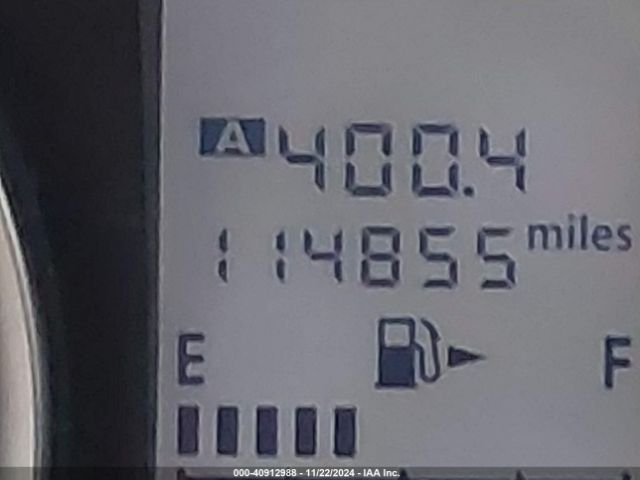 A 400.4
114855 miles
E F
000-40912988 - 11/22/2024 - IAA Inc.